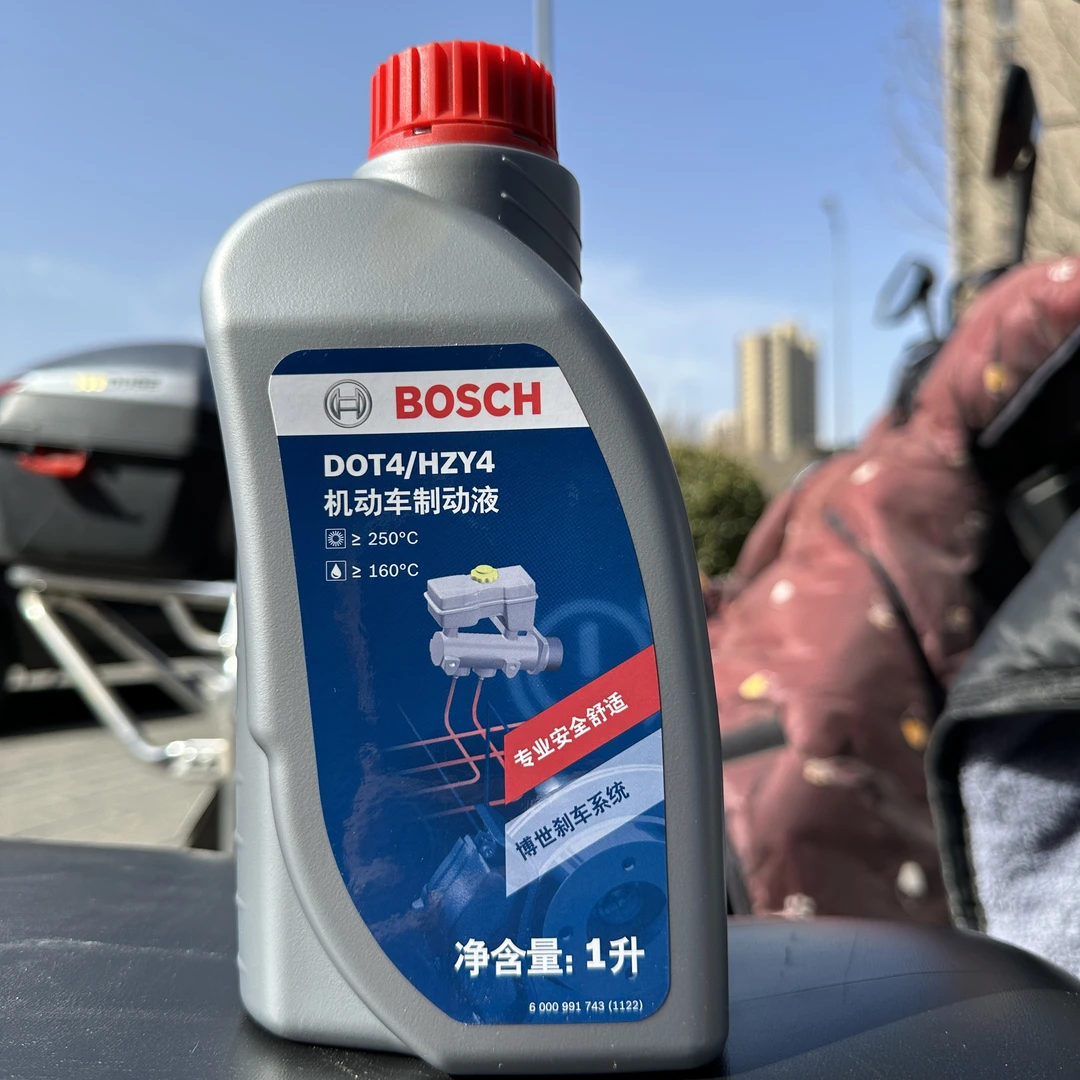 BOSCH
DOT4/HZY4
机动车制动液
≥ 250°C
≥ 160°C
专业安全舒适
博世刹车系统
净含量: 1升
6 000 991 743 (1122)